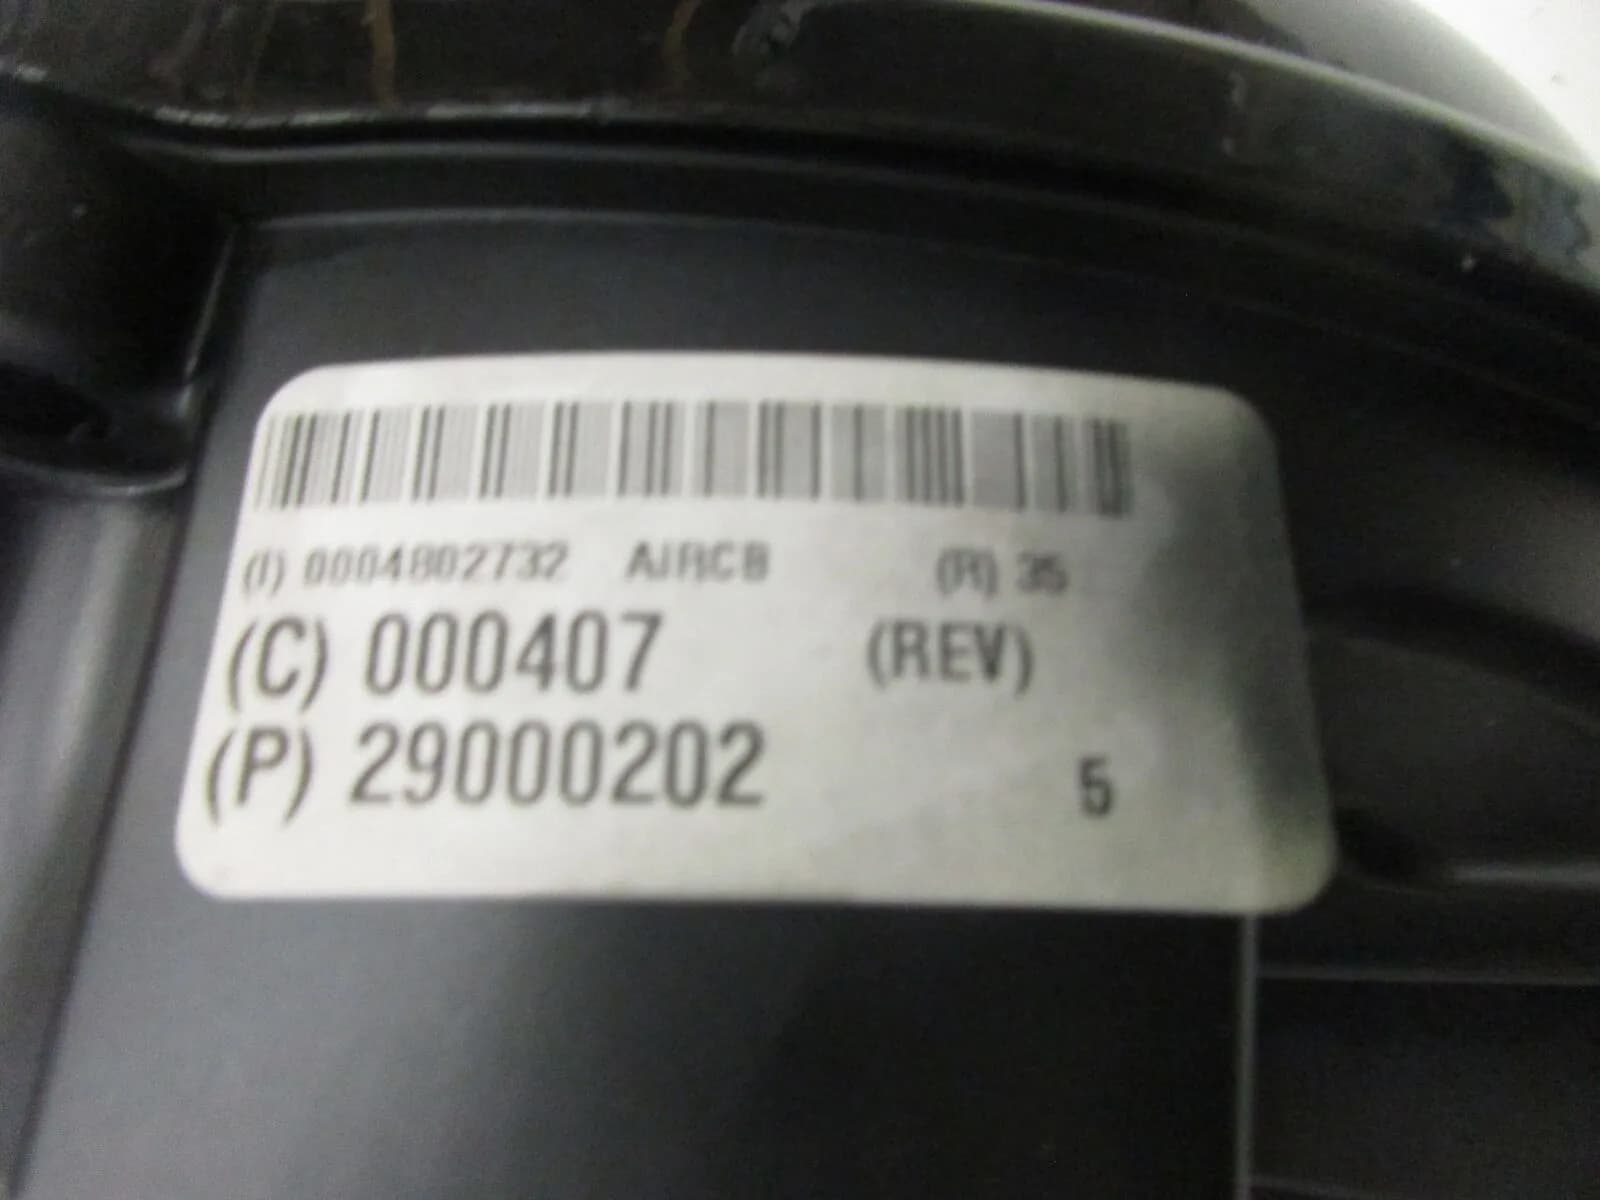 (I) 0004802732 AIRCB (R) 35
(C) 000407 (REV)
(P) 29000202 5